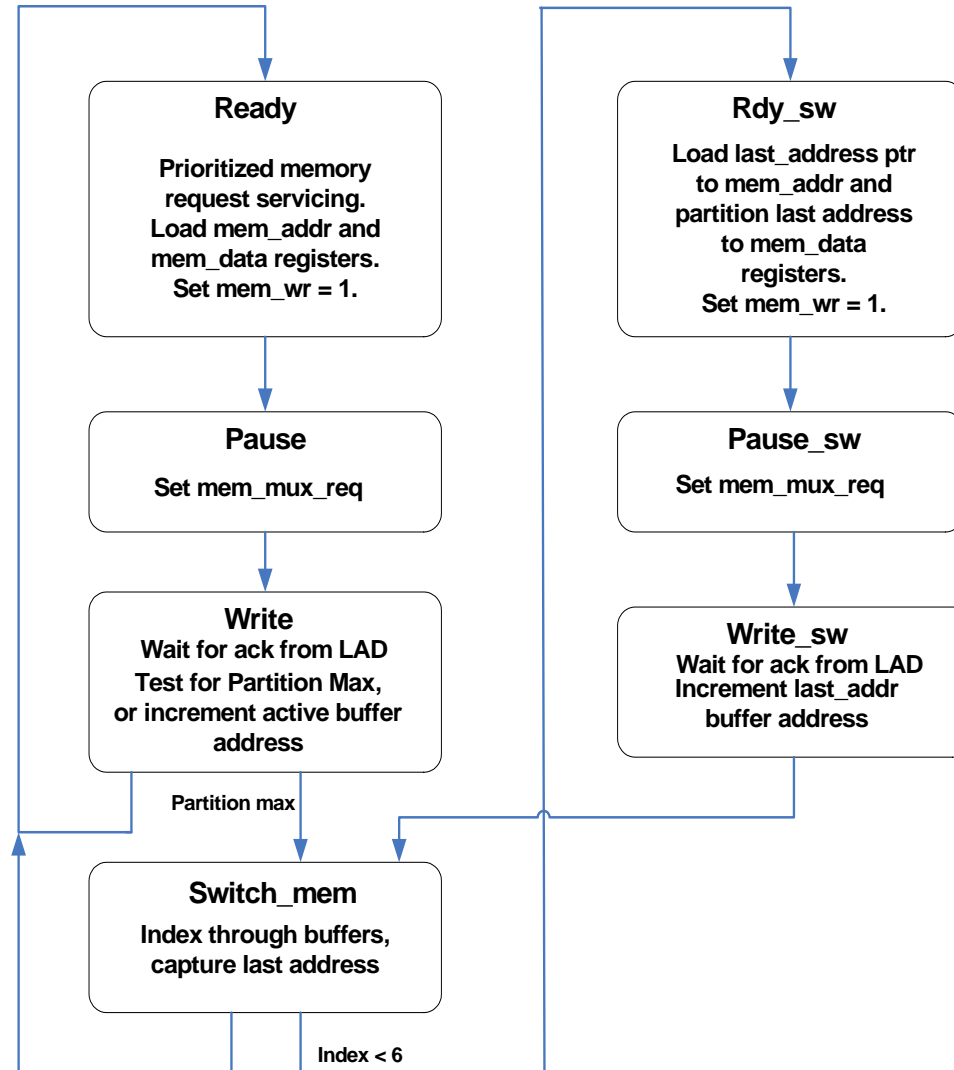 Ready
Prioritized memory
request servicing.
Load mem_addr and
mem_data registers.
Set mem_wr = 1.
Rdy_sw
Load last_address ptr
to mem_addr and
partition last address
to mem_data
registers.
Set mem_wr = 1.
Pause
Set mem_mux_req
Pause_sw
Set mem_mux_req
Write
Wait for ack from LAD
Test for Partition Max,
or increment active buffer
address
Write_sw
Wait for ack from LAD
Increment last_addr
buffer address
Partition max
Switch_mem
Index through buffers,
capture last address
Index < 6